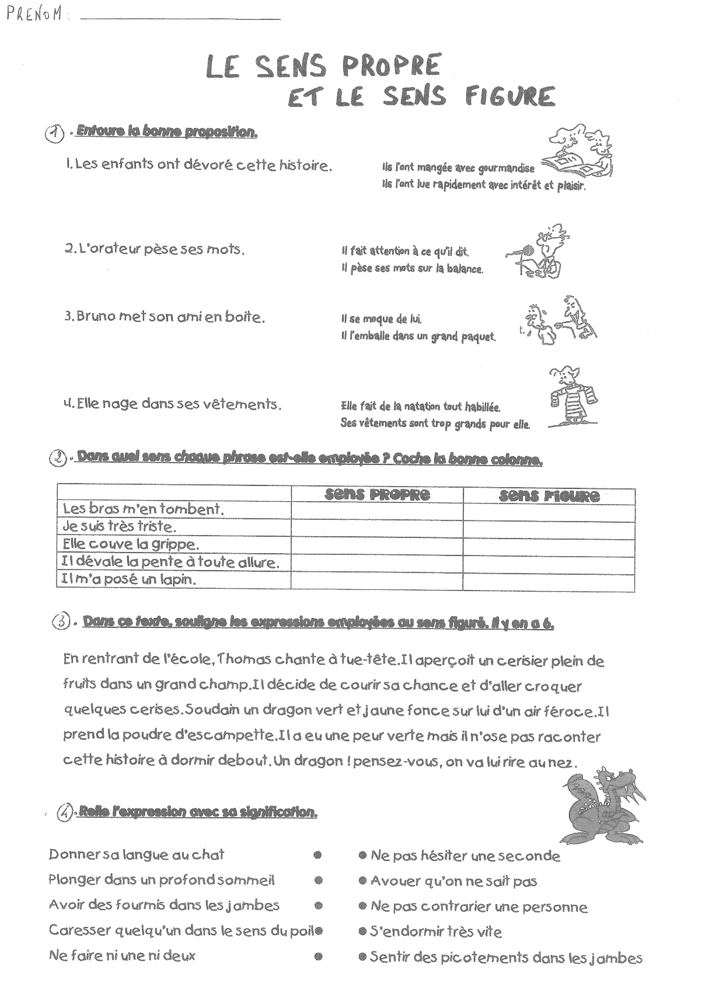 PRENOM :
LE SENS PROPRE
ET LE SENS FIGURE
1. Entoure la bonne proposition.
1. Les enfants ont dévoré cette histoire.
Ils l'ont mangée avec gourmandise
Ils l'ont lue rapidement avec intérêt et plaisir.
2. L'orateur pèse ses mots.
Il fait attention à ce qu'il dit.
Il pèse ses mots sur la balance.
3. Bruno met son ami en boite.
Il se moque de lui.
Il l'emballe dans un grand paquet.
4. Elle nage dans ses vêtements.
Elle fait de la natation tout habillée.
Ses vêtements sont trop grands pour elle.
2. Dans quel sens chaque phrase est-elle employée ? Coche la bonne colonne.
sens PROPRE sens FIGURE
Les bras m'en tombent.
Je suis très triste.
Elle couve la grippe.
Il dévale la pente à toute allure.
Il m'a posé un lapin.
3. Dans ce texte, souligne les expressions employées au sens figuré. Il y en a 6.
En rentrant de l'école, Thomas chante à tue-tête. Il aperçoit un cerisier plein de
fruits dans un grand champ. Il décide de courir sa chance et d'aller croquer
quelques cerises. Soudain un dragon vert et jaune fonce sur lui d'un air féroce. Il
prend la poudre d'escampette. Il a eu une peur verte mais il n'ose pas raconter
cette histoire à dormir debout. Un dragon ! pensez-vous, on va lui rire au nez.
4. Relie l'expression avec sa signification.
Donner sa langue au chat ● ● Ne pas hésiter une seconde
Plonger dans un profond sommeil ● ● Avouer qu'on ne sait pas
Avoir des fourmis dans les jambes ● ● Ne pas contrarier une personne
Caresser quelqu'un dans le sens du poil ● ● S'endormir très vite
Ne faire ni une ni deux ● ● Sentir des picotements dans les jambes